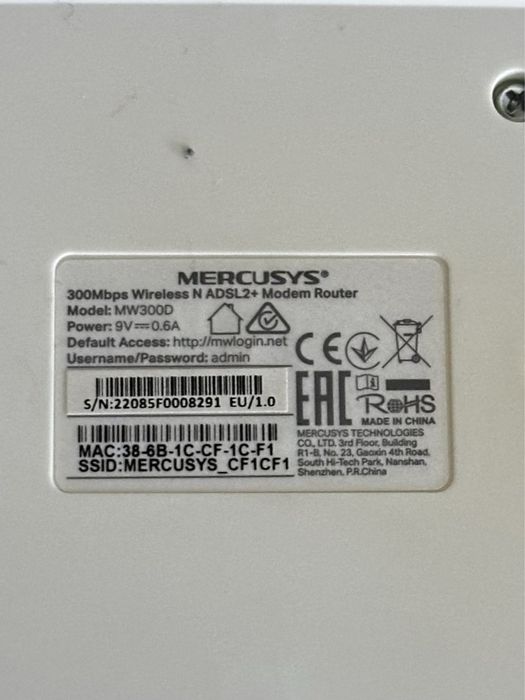 MERCUSYS®
300Mbps Wireless N ADSL2+ Modem Router
Model: MW300D
Power: 9V⎓0.6A
Default Access: http://mwlogin.net
Username/Password: admin
S/N:22085F0008291 EU/1.0
MAC:38-6B-1C-CF-1C-F1
SSID:MERCUSYS_CF1CF1
CE
EAC
RoHS
MADE IN CHINA
MERCUSYS TECHNOLOGIES
CO., LTD. 3rd Floor, Building
R1-B, No. 23, Gaoxin 4th Road,
South Hi-Tech Park, Nanshan,
Shenzhen, P.R.China